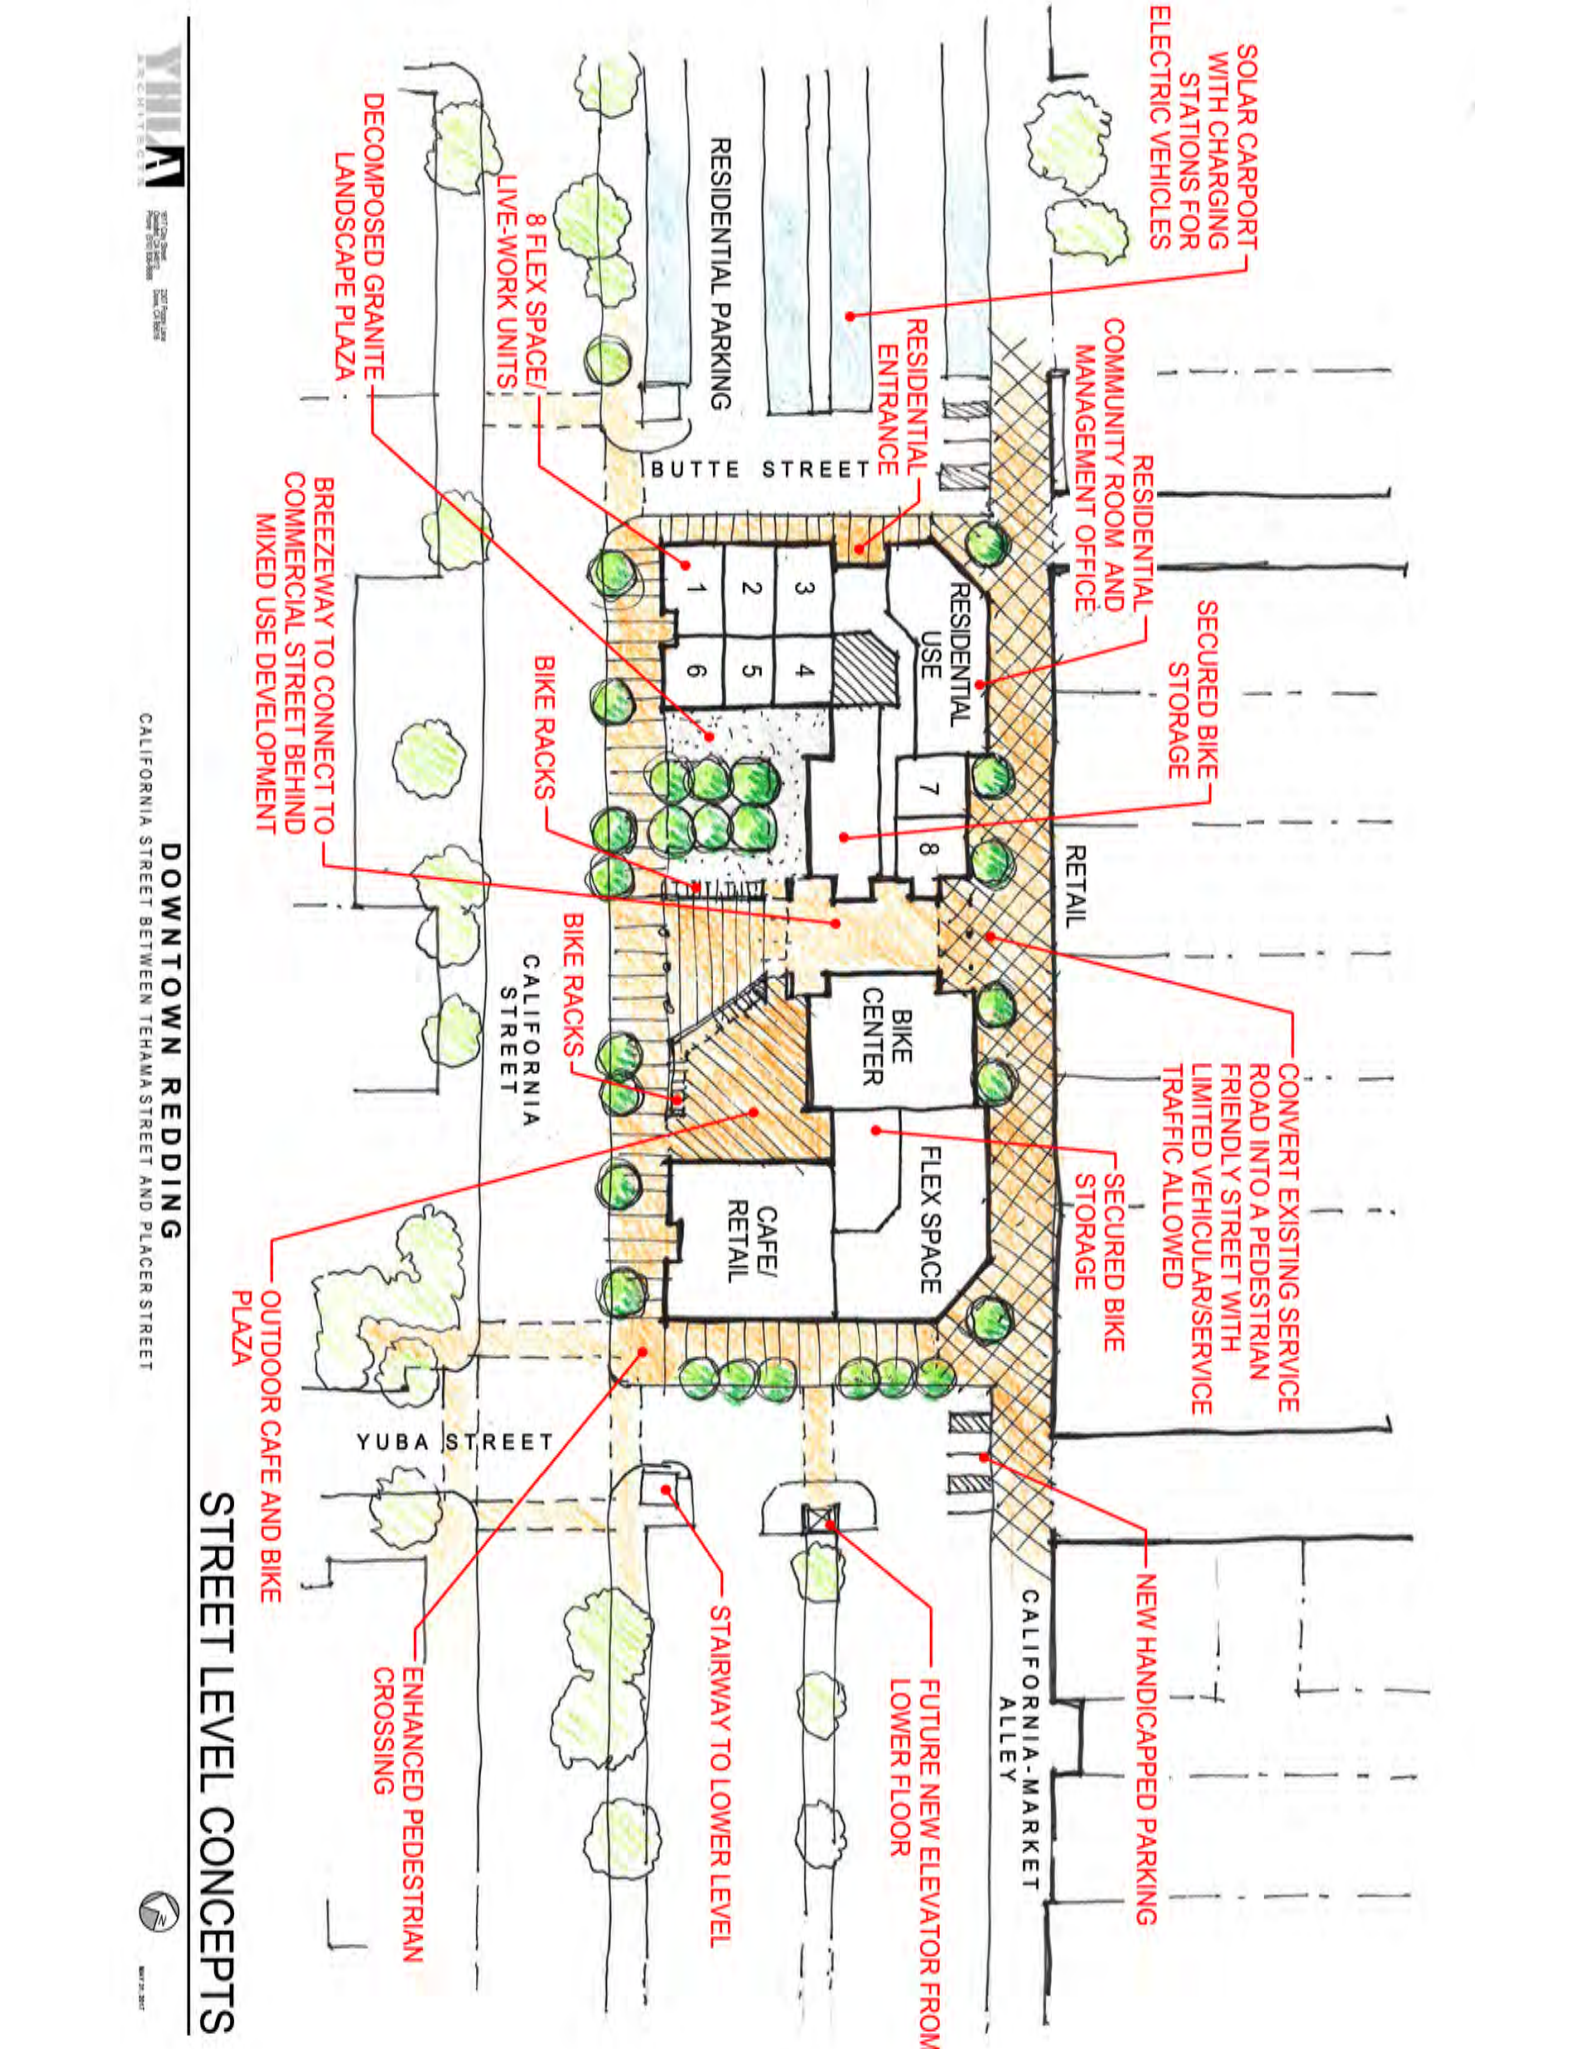 SOLAR CARPORT
WITH CHARGING
STATIONS FOR
ELECTRIC VEHICLES
RESIDENTIAL
COMMUNITY ROOM AND
MANAGEMENT OFFICE
SECURED BIKE
STORAGE
CONVERT EXISTING SERVICE
ROAD INTO A PEDESTRIAN
FRIENDLY STREET WITH
LIMITED VEHICULAR/SERVICE
TRAFFIC ALLOWED
SECURED BIKE
STORAGE
NEW HANDICAPPED PARKING
RETAIL
CALIFORNIA-MARKET
ALLEY
RESIDENTIAL
ENTRANCE
RESIDENTIAL
USE
7
8
BIKE
CENTER
FLEX SPACE
FUTURE NEW ELEVATOR FROM
LOWER FLOOR
RESIDENTIAL PARKING
BUTTE STREET
3
4
2
5
1
6
CAFE/
RETAIL
STAIRWAY TO LOWER LEVEL
8 FLEX SPACE/
LIVE-WORK UNITS
BIKE RACKS
BIKE RACKS
CALIFORNIA
STREET
YUBA STREET
DECOMPOSED GRANITE
LANDSCAPE PLAZA
BREEZEWAY TO CONNECT TO
COMMERCIAL STREET BEHIND
MIXED USE DEVELOPMENT
OUTDOOR CAFE AND BIKE
PLAZA
ENHANCED PEDESTRIAN
CROSSING
STREET LEVEL CONCEPTS
YHLA
ARCHITECTS
DOWNTOWN REDDING
CALIFORNIA STREET BETWEEN TEHAMA STREET AND PLACER STREET
N
MAY 31, 2017